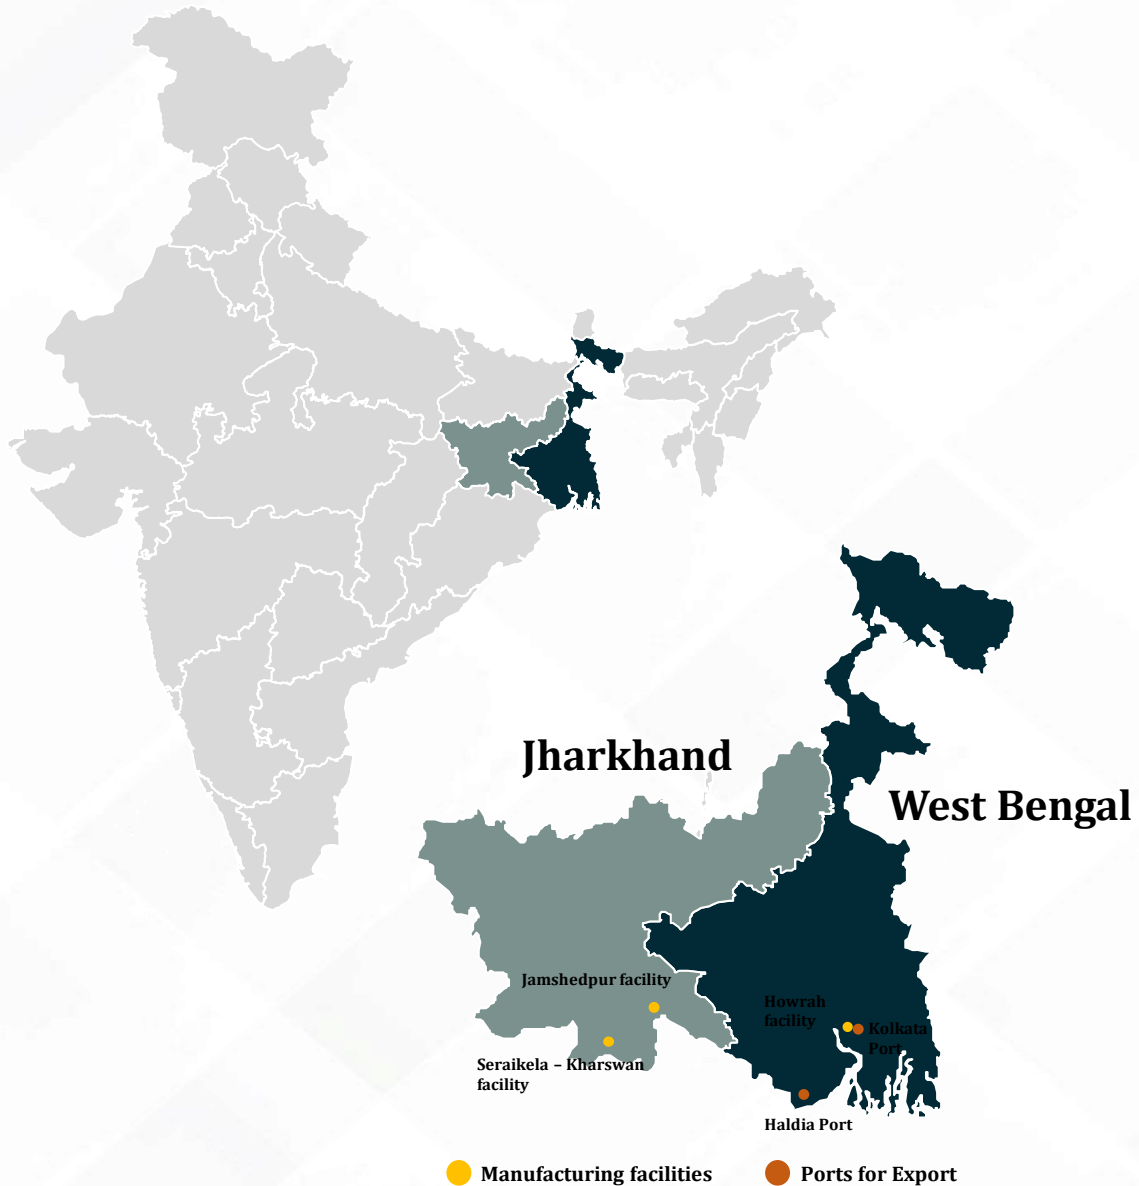 Jharkhand
West Bengal
Jamshedpur facility
Howrah
facility
Kolkata
Port
Seraikela – Kharswan
facility
Haldia Port
Manufacturing facilities
Ports for Export